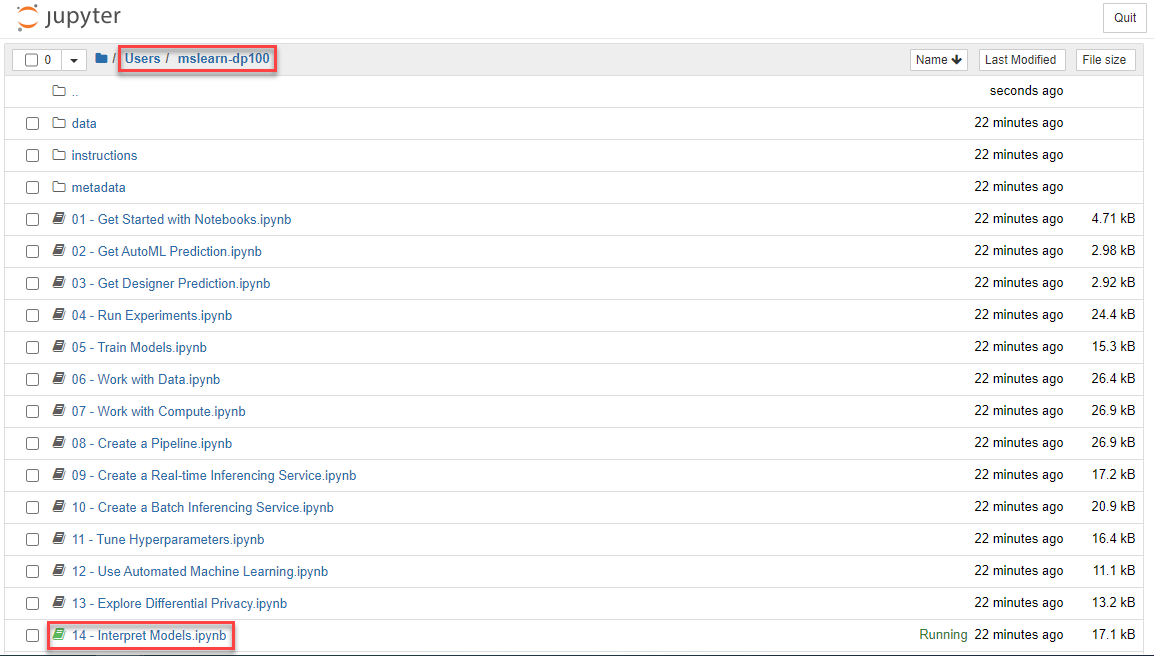 jupyter Quit
0 / Users / mslearn-dp100 Name Last Modified File size
.. seconds ago
data 22 minutes ago
instructions 22 minutes ago
metadata 22 minutes ago
01 - Get Started with Notebooks.ipynb 22 minutes ago 4.71 kB
02 - Get AutoML Prediction.ipynb 22 minutes ago 2.98 kB
03 - Get Designer Prediction.ipynb 22 minutes ago 2.92 kB
04 - Run Experiments.ipynb 22 minutes ago 24.4 kB
05 - Train Models.ipynb 22 minutes ago 15.3 kB
06 - Work with Data.ipynb 22 minutes ago 26.4 kB
07 - Work with Compute.ipynb 22 minutes ago 26.9 kB
08 - Create a Pipeline.ipynb 22 minutes ago 26.9 kB
09 - Create a Real-time Inferencing Service.ipynb 22 minutes ago 17.2 kB
10 - Create a Batch Inferencing Service.ipynb 22 minutes ago 20.9 kB
11 - Tune Hyperparameters.ipynb 22 minutes ago 16.4 kB
12 - Use Automated Machine Learning.ipynb 22 minutes ago 11.1 kB
13 - Explore Differential Privacy.ipynb 22 minutes ago 13.2 kB
14 - Interpret Models.ipynb Running 22 minutes ago 17.1 kB